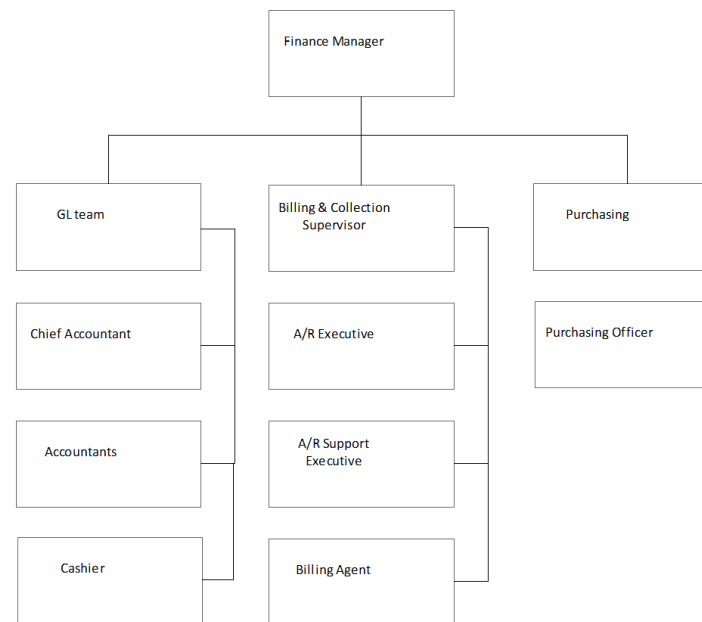 Finance Manager
GL team
Billing & Collection
Supervisor
Purchasing
Chief Accountant
A/R Executive
Purchasing Officer
Accountants
A/R Support
Executive
Cashier
Billing Agent